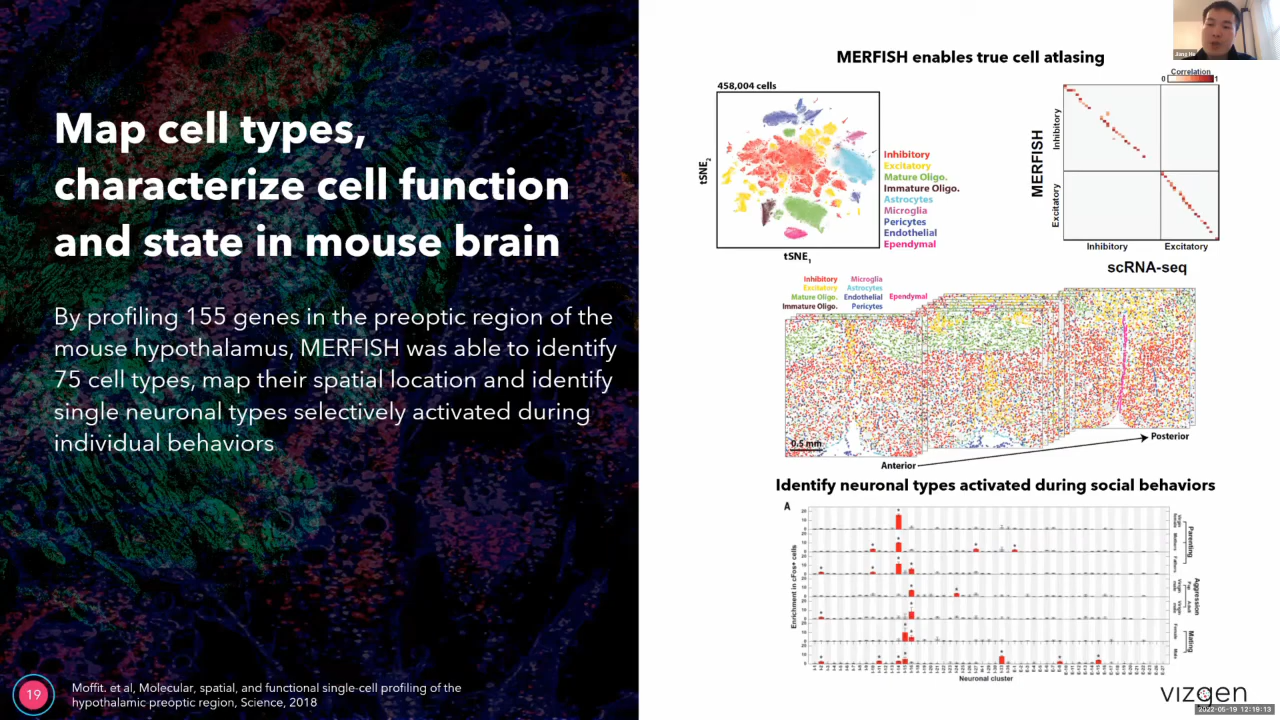 Map cell types,
characterize cell function
and state in mouse brain
By profiling 155 genes in the preoptic region of the
mouse hypothalamus, MERFISH was able to identify
75 cell types, map their spatial location and identify
single neuronal types selectively activated during
individual behaviors
19
Moffit. et al, Molecular, spatial, and functional single-cell profiling of the
hypothalamic preoptic region, Science, 2018
MERFISH enables true cell atlasing
458,004 cells
tSNE2
tSNE1
Inhibitory
Excitatory
Mature Oligo.
Immature Oligo.
Astrocytes
Microglia
Pericytes
Endothelial
Ependymal
Correlation
0 1
MERFISH
Inhibitory
Excitatory
Inhibitory Excitatory
scRNA-seq
Inhibitory Microglia
Excitatory Astrocytes
Mature Oligo. Endothelial Ependymal
Immature Oligo. Pericytes
0.5 mm
Anterior
Posterior
Identify neuronal types activated during social behaviors
A
Enrichment in cFos+ cells
Parenting
Aggression
Mating
Neuronal cluster
vizgen
2022-05-19 12:19:13